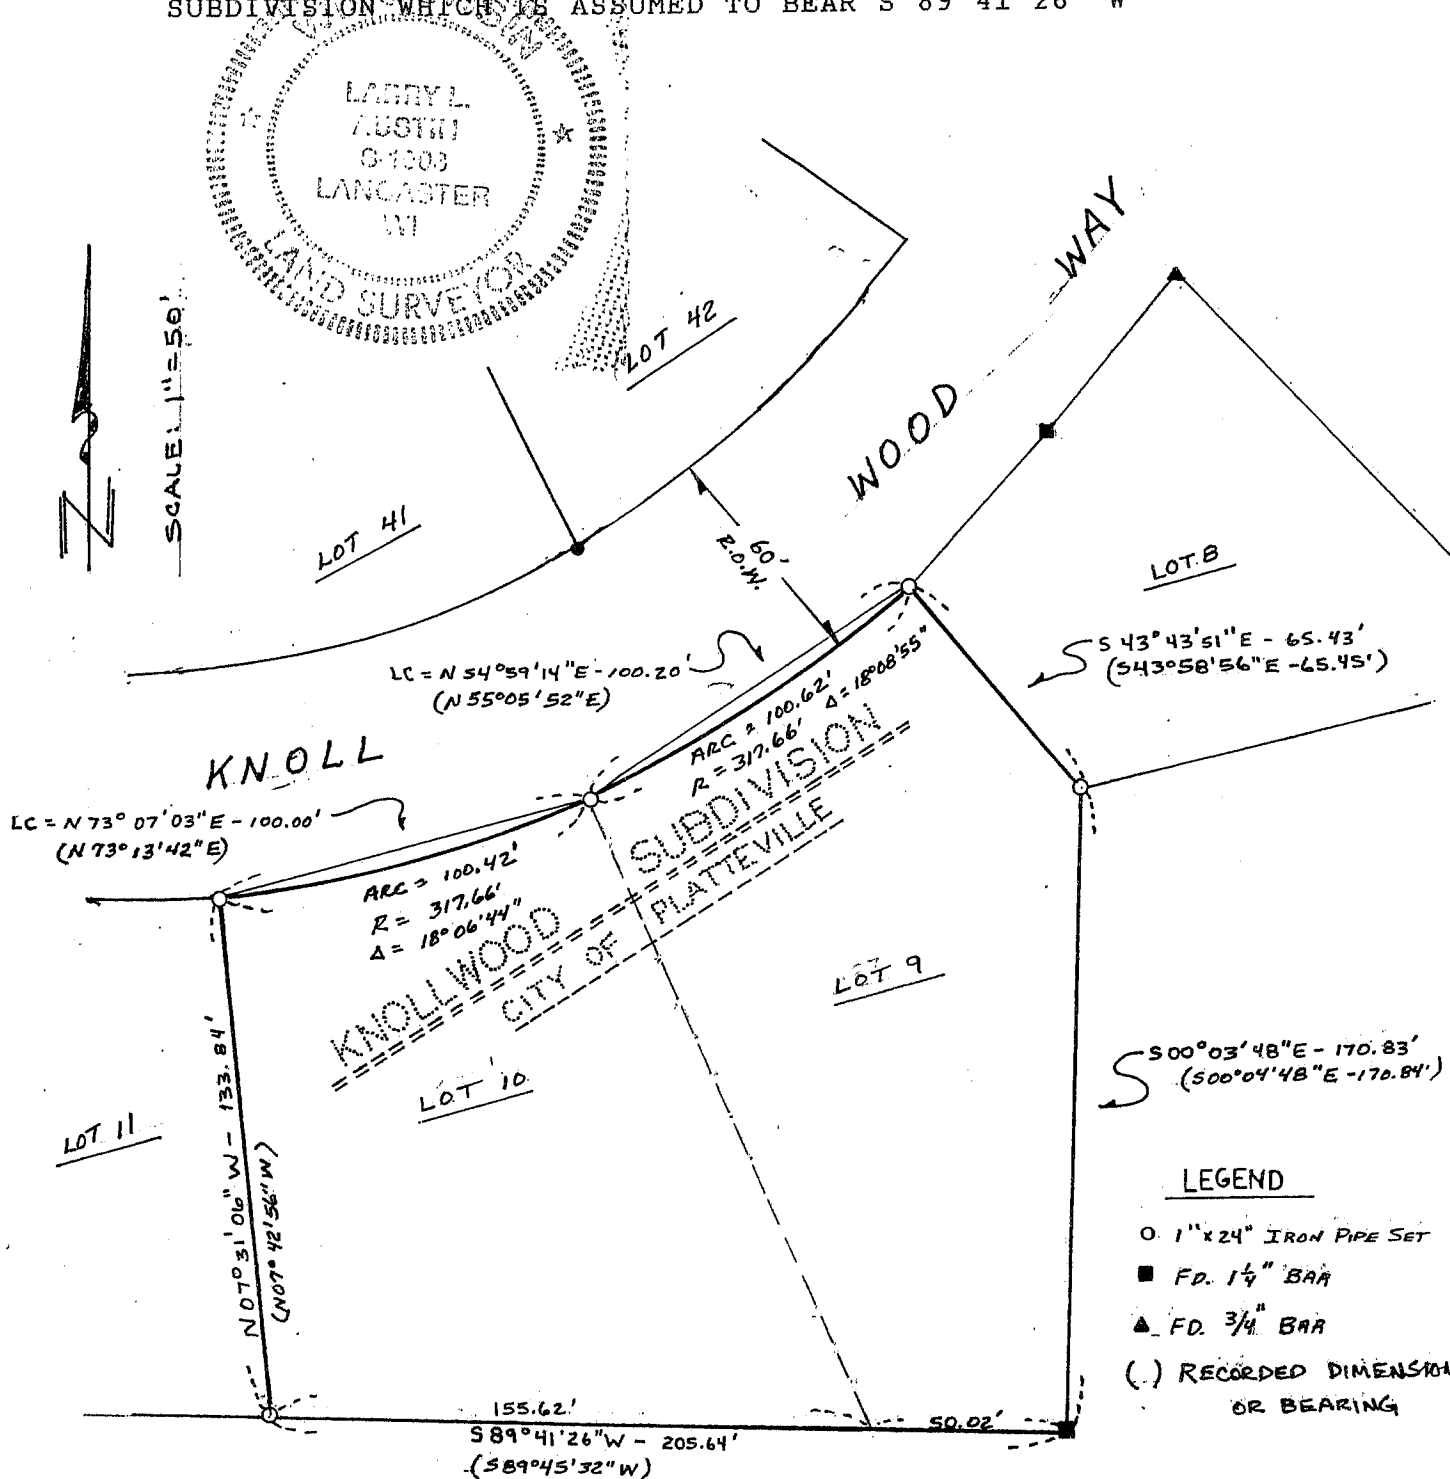 SUBDIVISION WHICH IS ASSUMED TO BEAR S 89°41'26" W
LARRY L.
AUSTIN
S-1003
LANCASTER
WI
LAND SURVEYOR
SCALE: 1"=50'
N
LOT 42
LOT 41
WAY
WOOD
KNOLL
60'
R.O.W.
LOT 8
S 43°43'51"E - 65.43'
(S43°58'56"E -65.45')
LC = N 54°59'14"E - 100.20'
(N 55°05'52"E)
ARC = 100.62'
R = 317.66' Δ = 18°08'55"
LC = N 73°07'03"E - 100.00'
(N 73°13'42"E)
ARC = 100.42'
R = 317.66'
Δ = 18°06'44"
KNOLLWOOD SUBDIVISION
CITY OF PLATTEVILLE
LOT 9
LOT 10
LOT 11
N 07°31'06" W - 133.84'
(N07°42'56"W)
S00°03'48"E - 170.83'
(S00°04'48"E -170.84')
LEGEND
1"x24" IRON PIPE SET
FD. 1 1/4" BAR
FD. 3/4" BAR
( ) RECORDED DIMENSION
OR BEARING
155.62'
50.02'
S89°41'26"W - 205.64'
(S89°45'32"W)